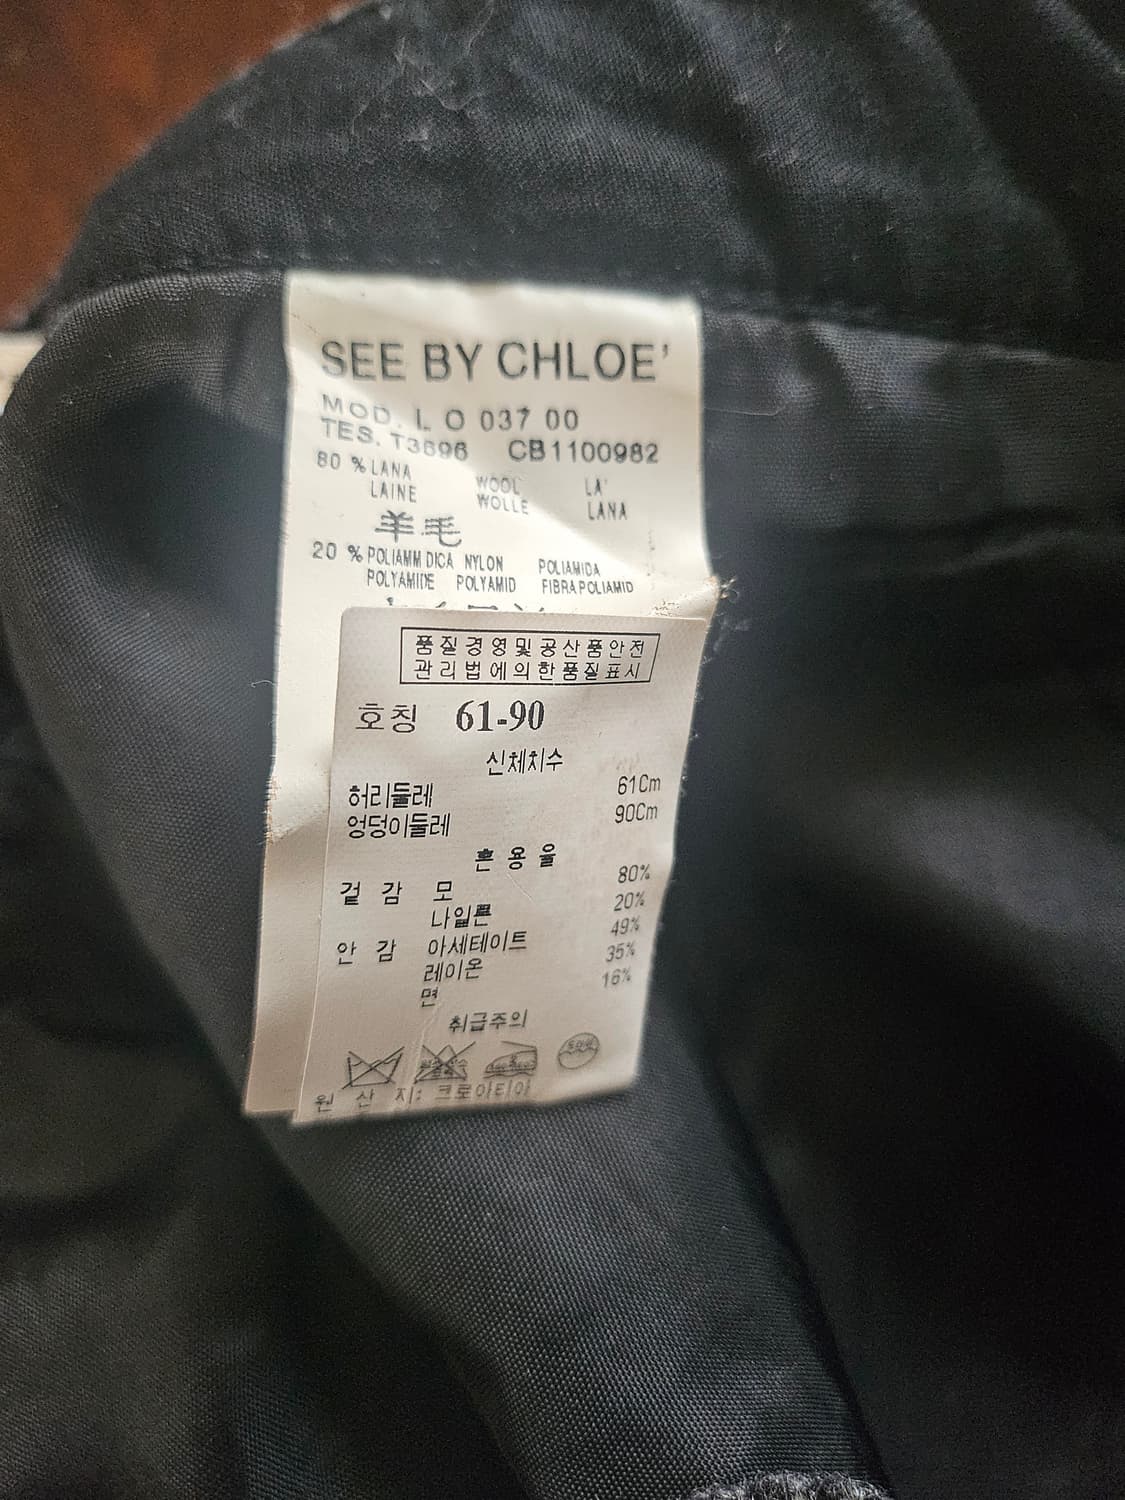 SEE BY CHLOE'
MOD. L O 037 00
TES. T3696 CB1100982
80 % LANA WOOL LA'
LAINE WOLLE LANA
羊毛
20 % POLIAMMIDICA NYLON POLIAMIDA
POLYAMIDE POLYAMID FIBRA POLIAMID
품질경영및공산품안전
관리법에의한품질표시
호칭 61-90
신체치수
허리둘레 61Cm
엉덩이둘레 90Cm
혼용율
겉감 모 80%
나일론 20%
안감 아세테이트 49%
레이온 35%
면 16%
취급주의
원산지: 크로아티아